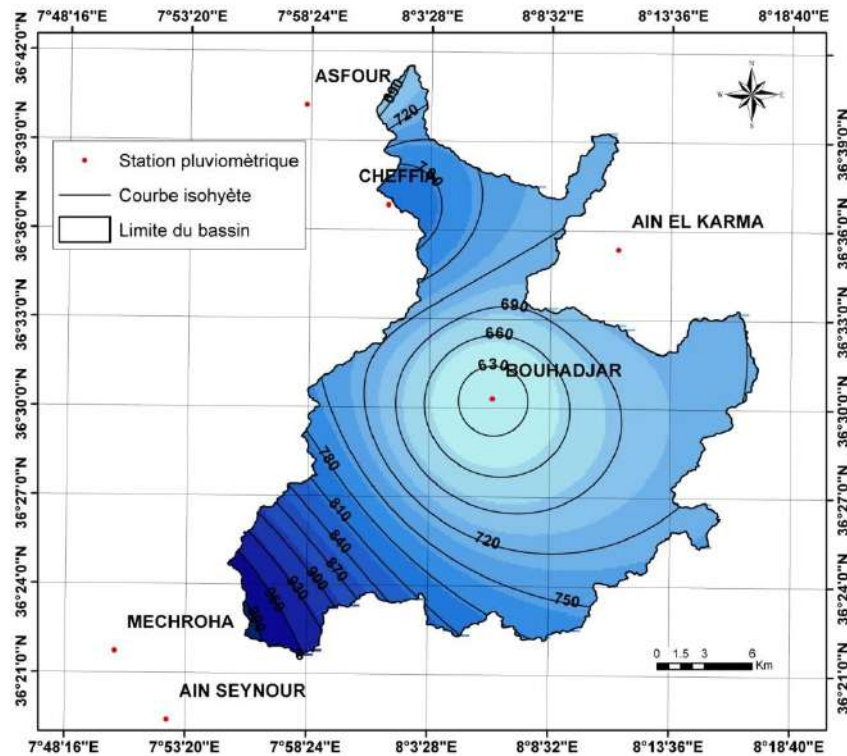 7°48'16"E 7°53'20"E 7°58'24"E 8°3'28"E 8°8'32"E 8°13'36"E 8°18'40"E
36°42'0"N
ASFOUR
N
W E
S
720
36°39'0"N 36°39'0"N
Station pluviomètrique
Courbe isohyète
Limite du bassin
CHEFFIA
AIN EL KARMA
36°36'0"N 36°36'0"N
690
36°33'0"N 36°33'0"N
660
630
BOUHADJAR
36°30'0"N 36°30'0"N
780
36°27'0"N 36°27'0"N
810
720
840
870
900
930
960
750
36°24'0"N 36°24'0"N
MECHROHA
0 1.5 3 6
Km
36°21'0"N 36°21'0"N
AIN SEYNOUR
7°48'16"E 7°53'20"E 7°58'24"E 8°3'28"E 8°8'32"E 8°13'36"E 8°18'40"E